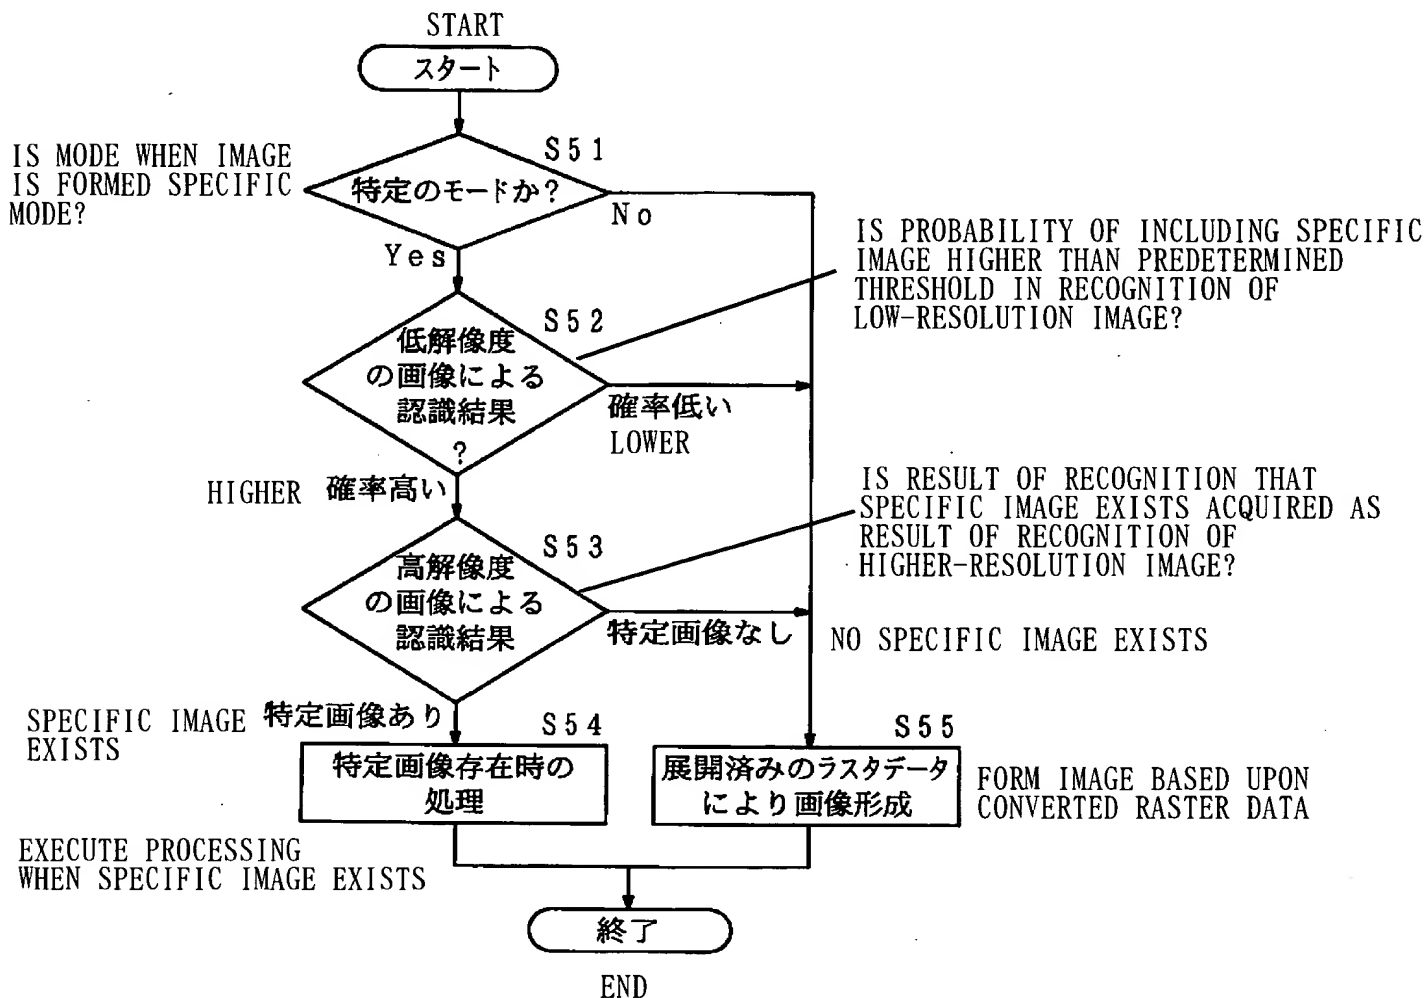 START
スタート
S51
IS MODE WHEN IMAGE
IS FORMED SPECIFIC
MODE?
特定のモードか?
No
Yes
IS PROBABILITY OF INCLUDING SPECIFIC
IMAGE HIGHER THAN PREDETERMINED
THRESHOLD IN RECOGNITION OF
LOW-RESOLUTION IMAGE?
S52
低解像度
の画像による
認識結果
?
確率低い
LOWER
HIGHER 確率高い
IS RESULT OF RECOGNITION THAT
SPECIFIC IMAGE EXISTS ACQUIRED AS
RESULT OF RECOGNITION OF
HIGHER-RESOLUTION IMAGE?
S53
高解像度
の画像による
認識結果
特定画像なし
NO SPECIFIC IMAGE EXISTS
SPECIFIC IMAGE
EXISTS
特定画像あり
S54
特定画像存在時の
処理
S55
展開済みのラスタデータ
により画像形成
FORM IMAGE BASED UPON
CONVERTED RASTER DATA
EXECUTE PROCESSING
WHEN SPECIFIC IMAGE EXISTS
終了
END